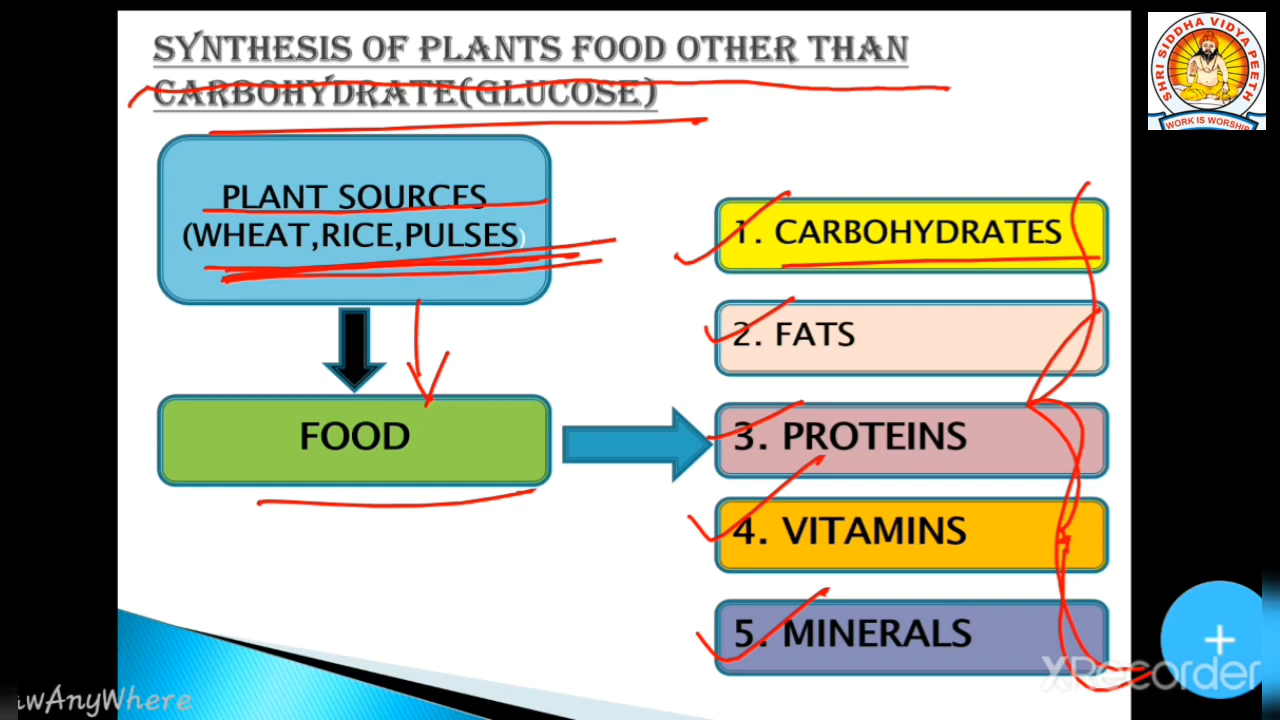 SYNTHESIS OF PLANTS FOOD OTHER THAN
CARBOHYDRATE(GLUCOSE)
PLANT SOURCES
(WHEAT,RICE,PULSES)
FOOD
1. CARBOHYDRATES
2. FATS
3. PROTEINS
4. VITAMINS
5. MINERALS
SHRI SIDDHA VIDYA PEETH
WORK IS WORSHIP
XRecorder
wAnyWhere